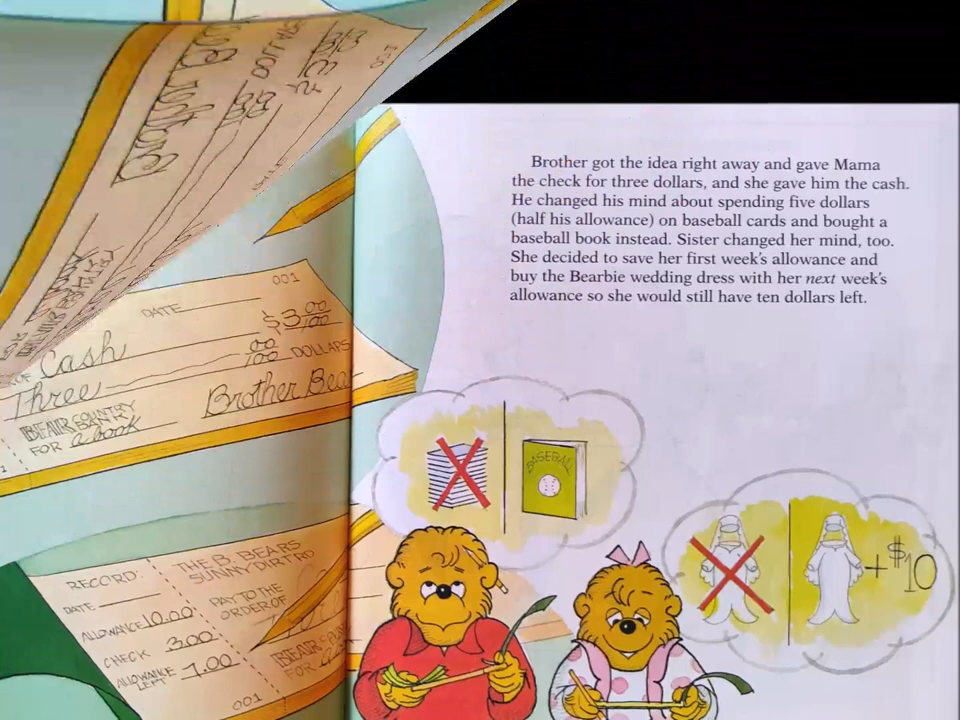 001
DATE
$3 00/100
OF Cash
Three 00/100 DOLLARS
BEAR COUNTRY
BANK
FOR a book
Brother Bea
RECORD:
DATE
ALLOWANCE 10.00
CHECK 3.00
ALLOWANCE
LEFT 7.00
001
THE B. BEARS
SUNNY DIRT RD
PAY TO THE
ORDER OF
BEAR
FOR
Brother got the idea right away and gave Mama
the check for three dollars, and she gave him the cash.
He changed his mind about spending five dollars
(half his allowance) on baseball cards and bought a
baseball book instead. Sister changed her mind, too.
She decided to save her first week's allowance and
buy the Bearbie wedding dress with her next week's
allowance so she would still have ten dollars left.
BASEBALL
+$10